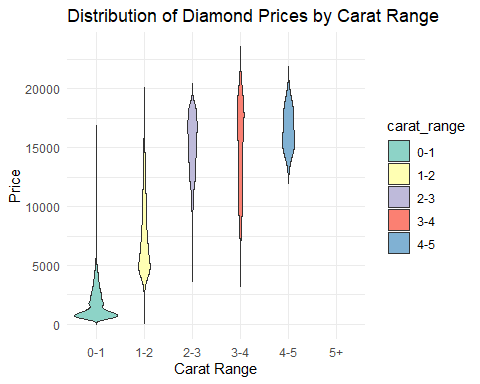 Distribution of Diamond Prices by Carat Range
20000
15000
10000
5000
0
Price
0-1 1-2 2-3 3-4 4-5 5+
Carat Range
carat_range
0-1
1-2
2-3
3-4
4-5